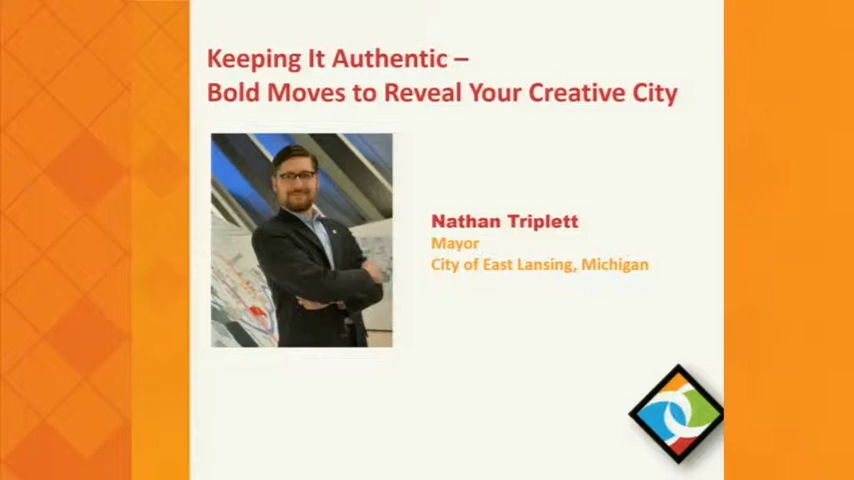 Keeping It Authentic –
Bold Moves to Reveal Your Creative City
Nathan Triplett
Mayor
City of East Lansing, Michigan